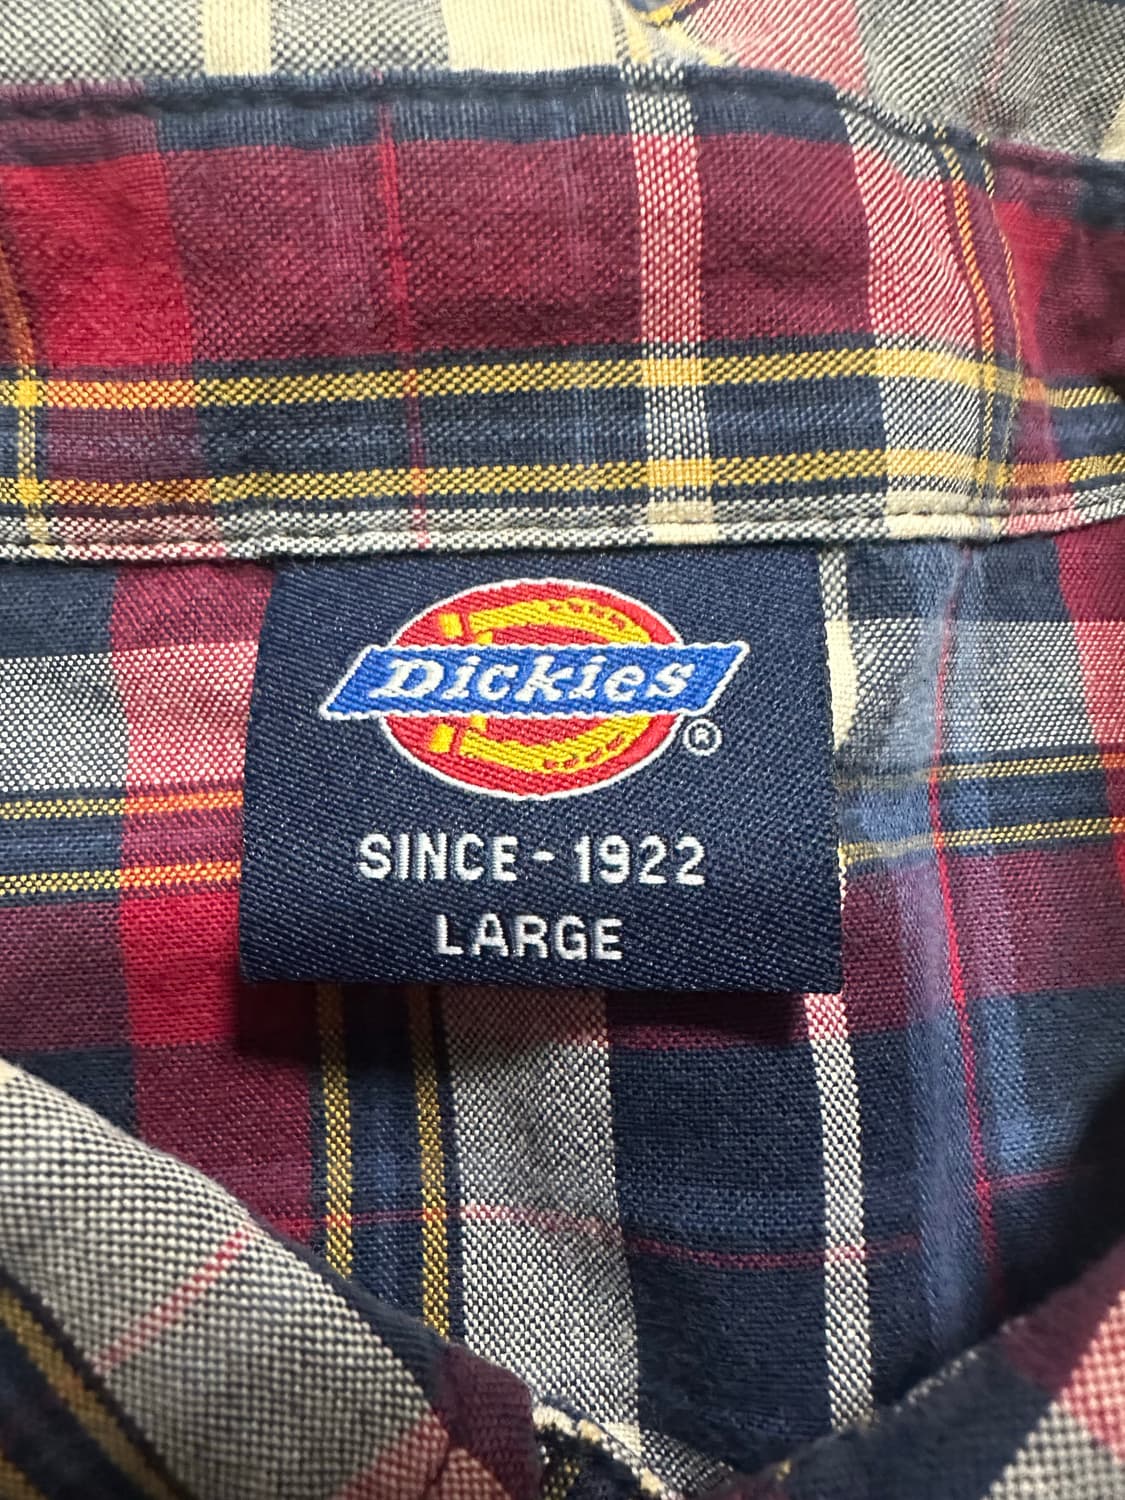 Dickies
®
SINCE - 1922
LARGE